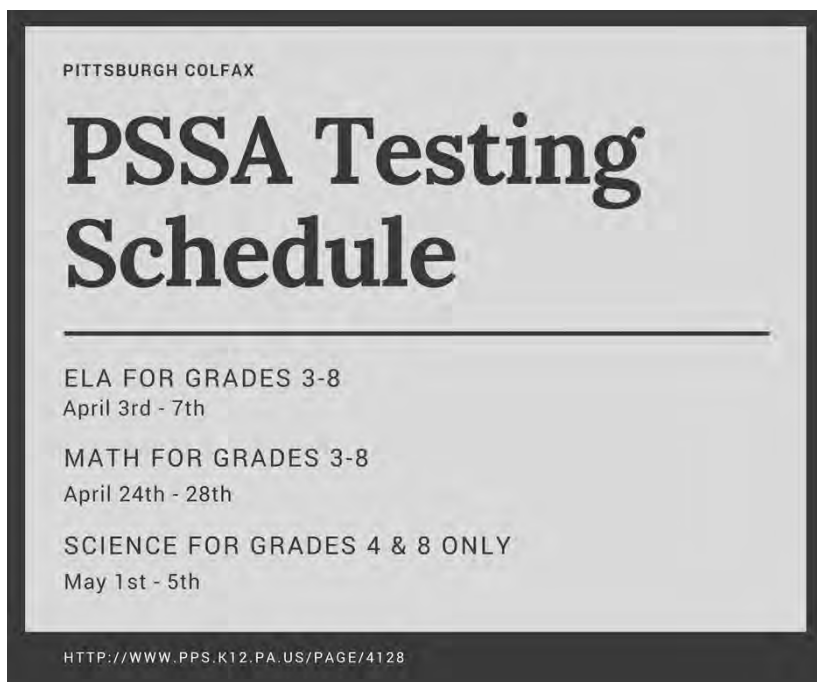 PITTSBURGH COLFAX
PSSA Testing
Schedule
ELA FOR GRADES 3-8
April 3rd - 7th
MATH FOR GRADES 3-8
April 24th - 28th
SCIENCE FOR GRADES 4 & 8 ONLY
May 1st - 5th
HTTP://WWW.PPS.K12.PA.US/PAGE/4128